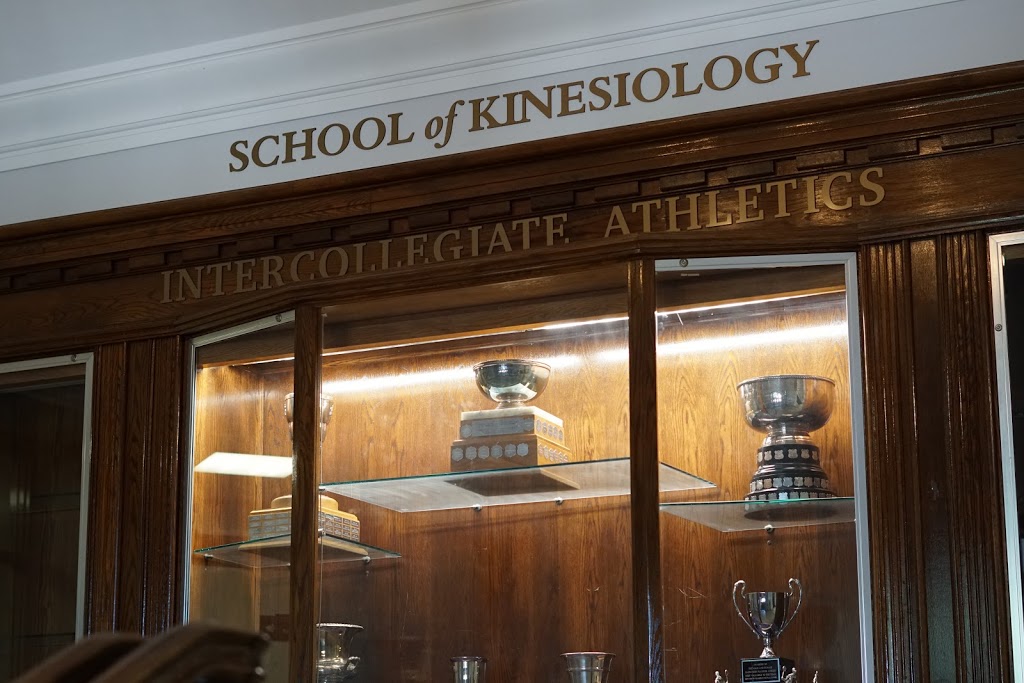 SCHOOL of KINESIOLOGY
INTERCOLLEGIATE ATHLETICS